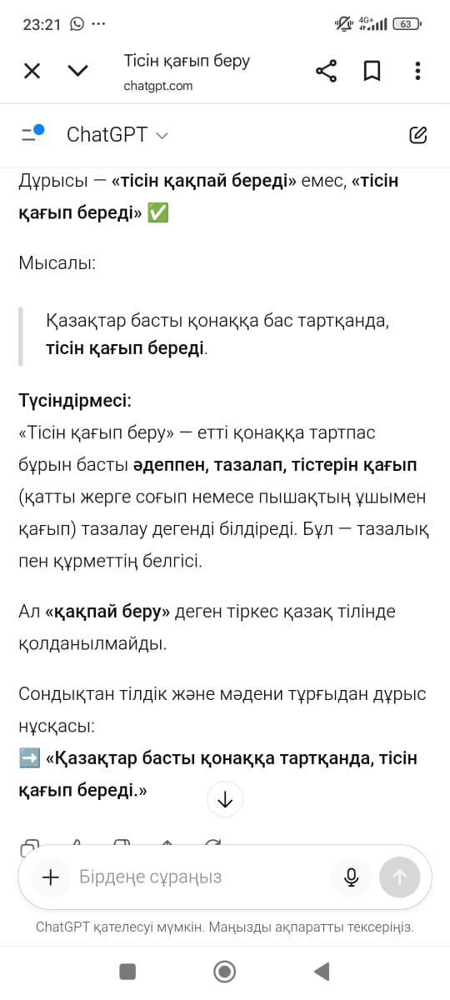 23:21
4G+
63
Тісін қағып беру
chatgpt.com
ChatGPT
Дұрысы — «тісін қақпай береді» емес, «тісін
қағып береді» ✅
Мысалы:
Қазақтар басты қонаққа бас тартқанда,
тісін қағып береді.
Түсіндірмесі:
«Тісін қағып беру» — етті қонаққа тартпас
бұрын басты әдеппен, тазалап, тістерін қағып
(қатты жерге соғып немесе пышақтың ұшымен
қағып) тазалау дегенді білдіреді. Бұл — тазалық
пен құрметтің белгісі.
Ал «қақпай беру» деген тіркес қазақ тілінде
қолданылмайды.
Сондықтан тілдік және мәдени тұрғыдан дұрыс
нұсқасы:
➡️ «Қазақтар басты қонаққа тартқанда, тісін
қағып береді.»
Бірдеңе сұраңыз
ChatGPT қателесуі мүмкін. Маңызды ақпаратты тексеріңіз.